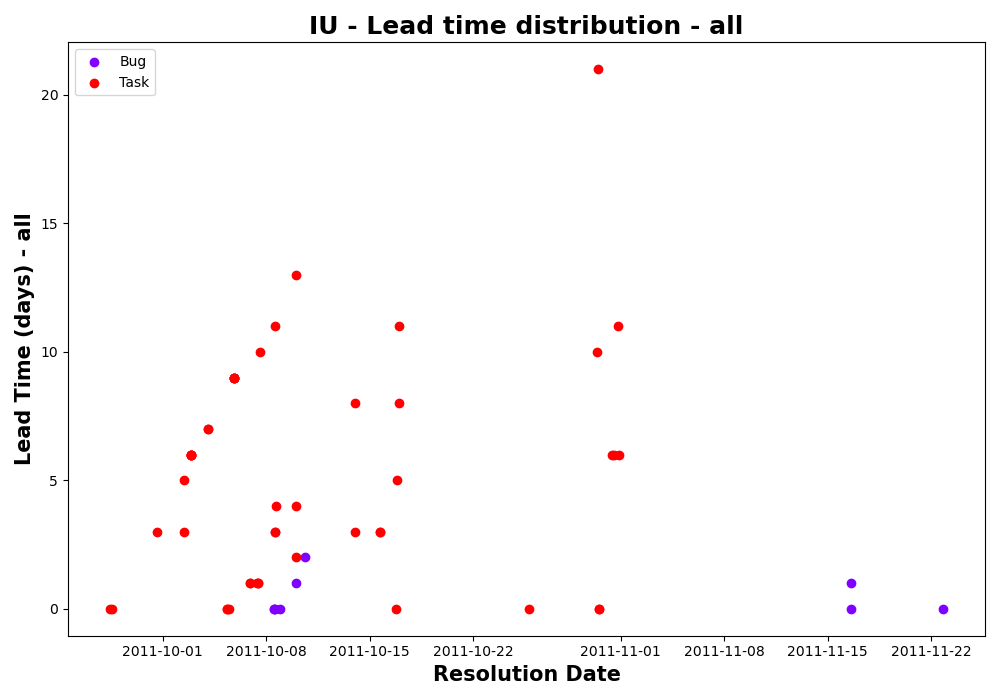 IU - Lead time distribution - all
Bug
Task
Lead Time (days) - all
20
15
10
5
0
2011-10-01 2011-10-08 2011-10-15 2011-10-22 2011-11-01 2011-11-08 2011-11-15 2011-11-22
Resolution Date